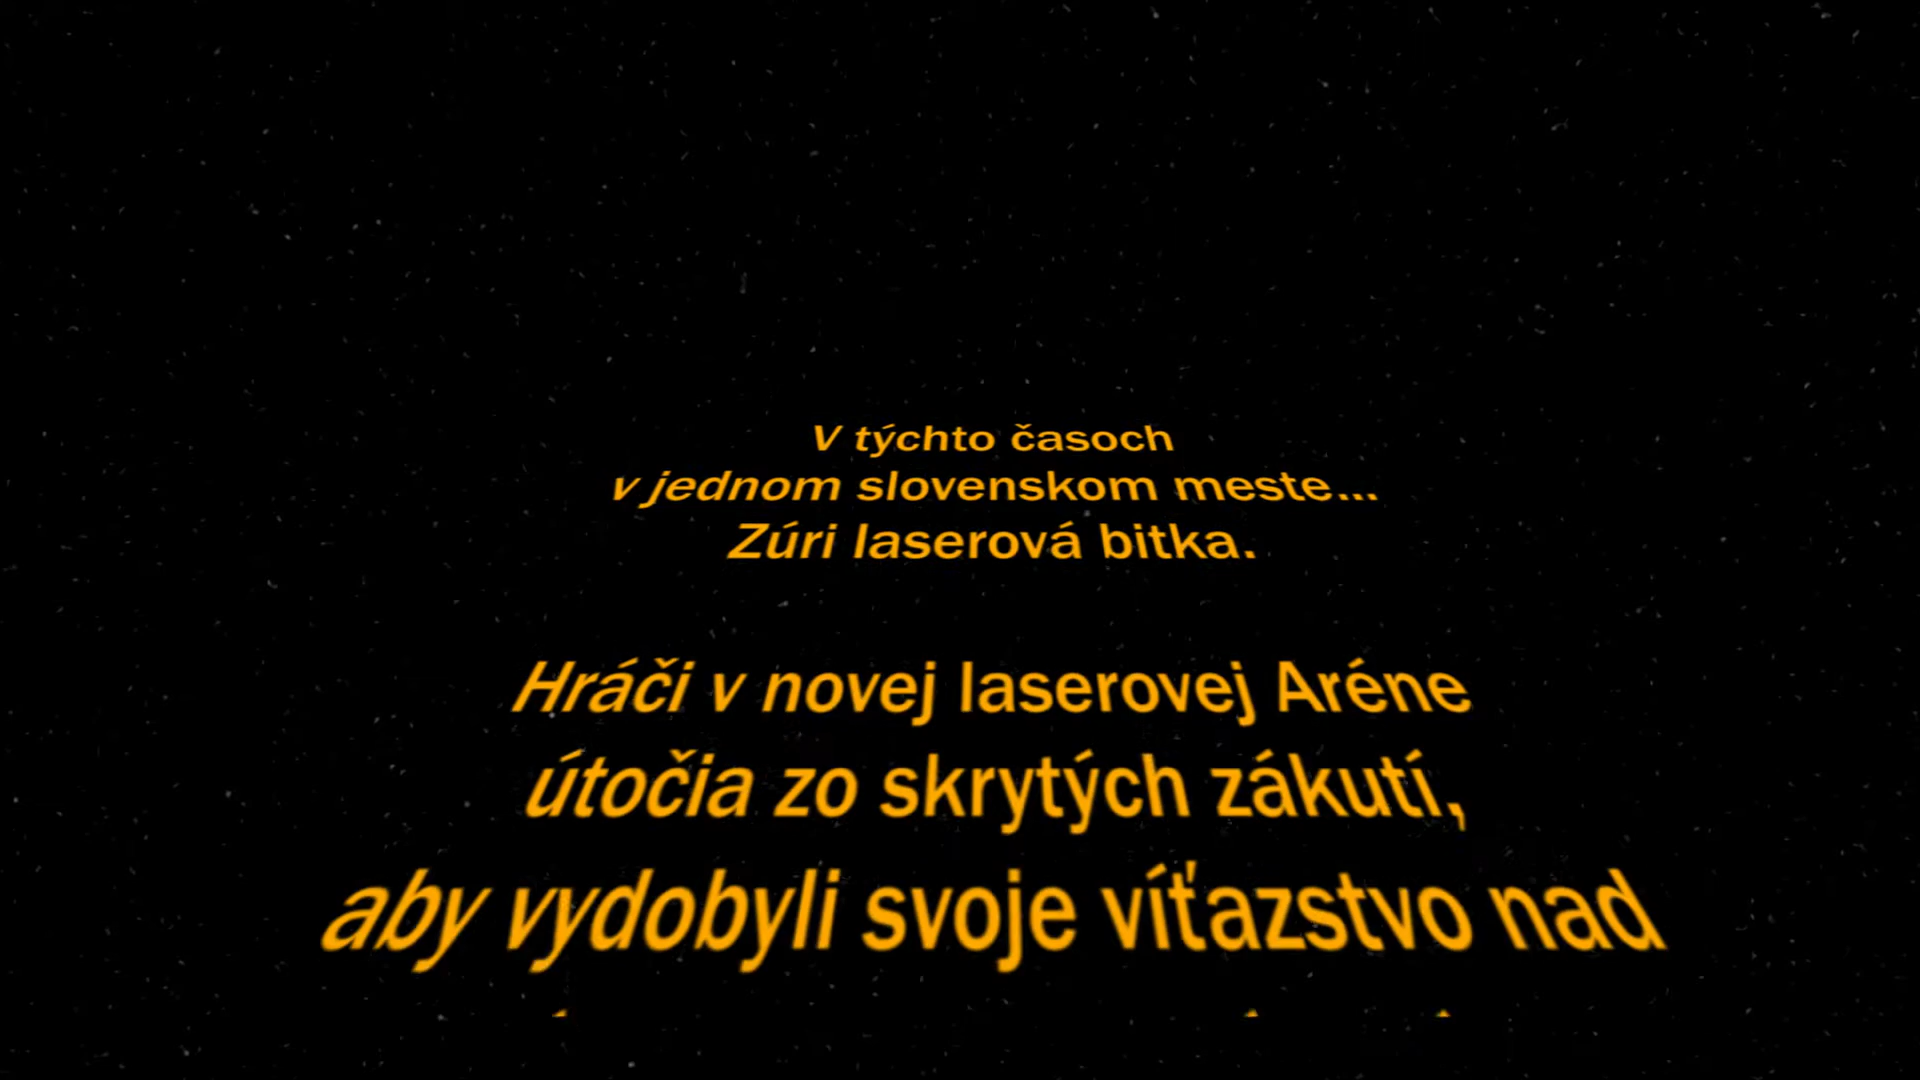 V týchto časoch
v jednom slovenskom meste...
Zúri laserová bitka.
Hráči v novej laserovej Aréne
útočia zo skrytých zákutí,
aby vydobyli svoje víťazstvo nad